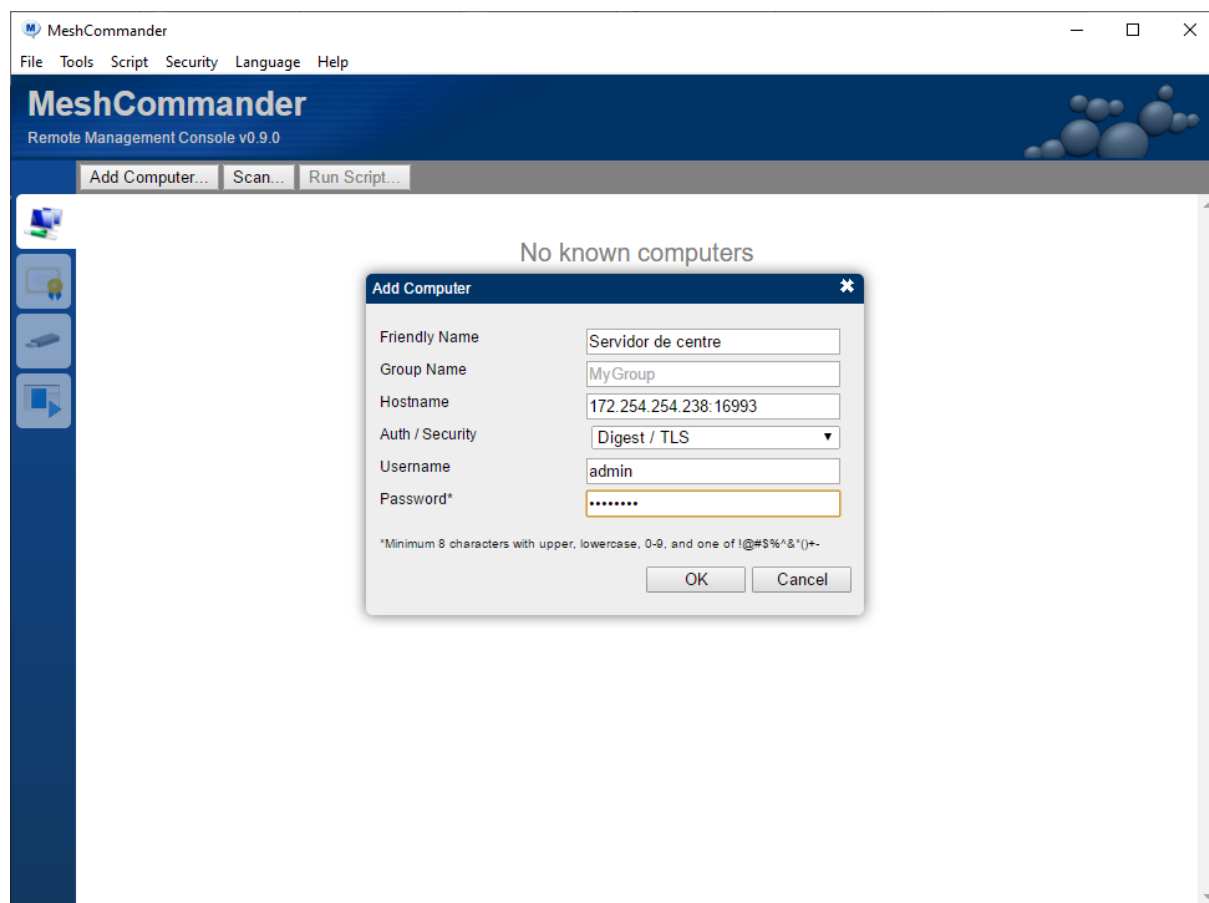 MeshCommander
File Tools Script Security Language Help
MeshCommander
Remote Management Console v0.9.0
Add Computer... Scan... Run Script...
No known computers
Add Computer
Friendly Name Servidor de centre
Group Name MyGroup
Hostname 172.254.254.238:16993
Auth / Security Digest / TLS
Username admin
Password* ••••••••
*Minimum 8 characters with upper, lowercase, 0-9, and one of !@#$%^&*()+-
OK Cancel